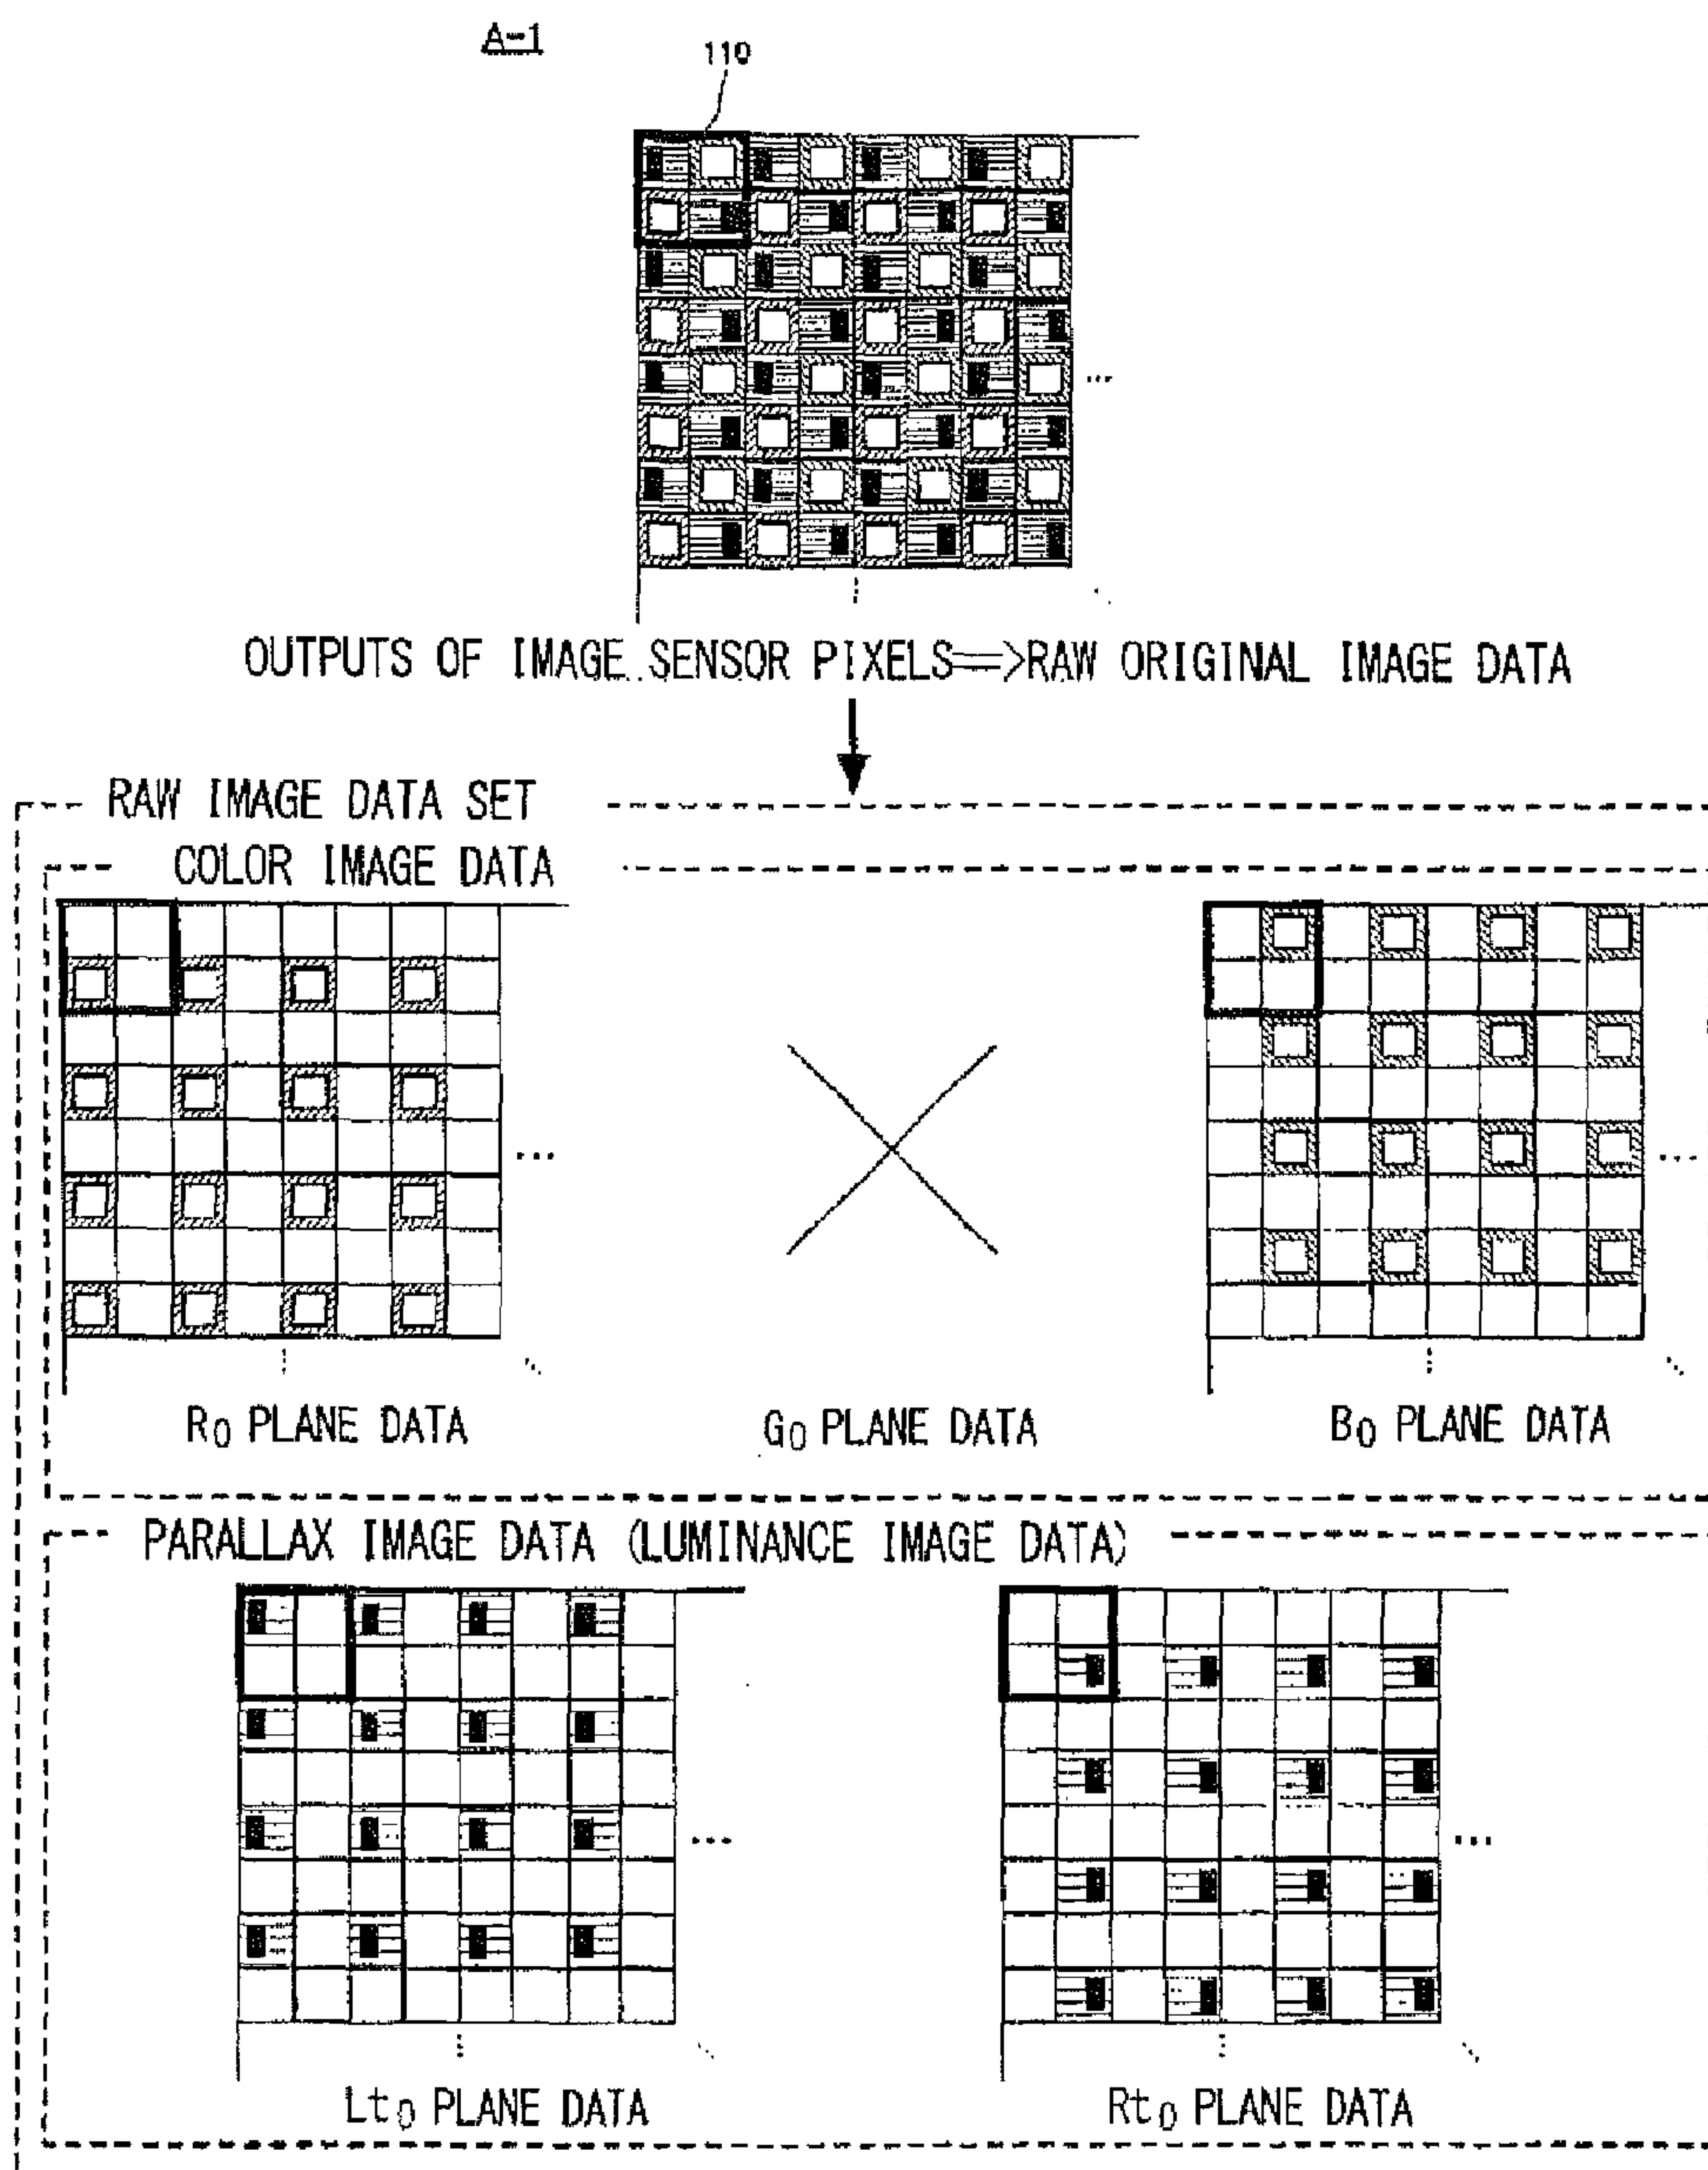 A-1
110
OUTPUTS OF IMAGE SENSOR PIXELS=>RAW ORIGINAL IMAGE DATA
RAW IMAGE DATA SET
COLOR IMAGE DATA
...
...
...
R0 PLANE DATA
G0 PLANE DATA
B0 PLANE DATA
PARALLAX IMAGE DATA (LUMINANCE IMAGE DATA)
...
...
Lt0 PLANE DATA
Rt0 PLANE DATA